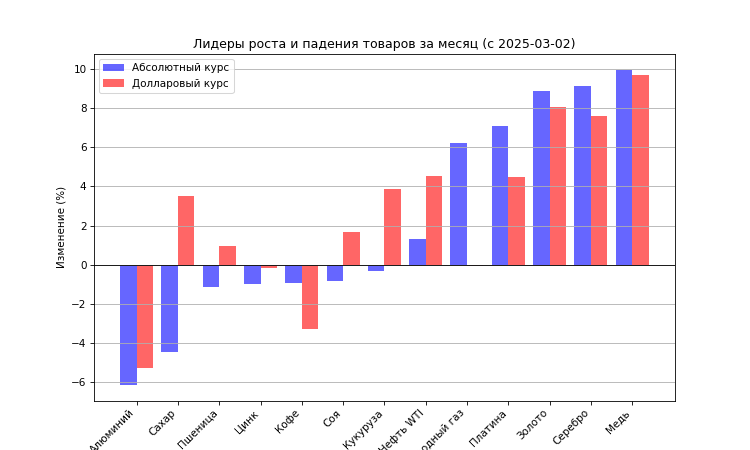 Лидеры роста и падения товаров за месяц (с 2025-03-02)
Абсолютный курс
Долларовый курс
Изменение (%)
10
8
6
4
2
0
−2
−4
−6
Алюминий
Сахар
Пшеница
Цинк
Кофе
Соя
Кукуруза
Нефть WTI
одный газ
Платина
Золото
Серебро
Медь